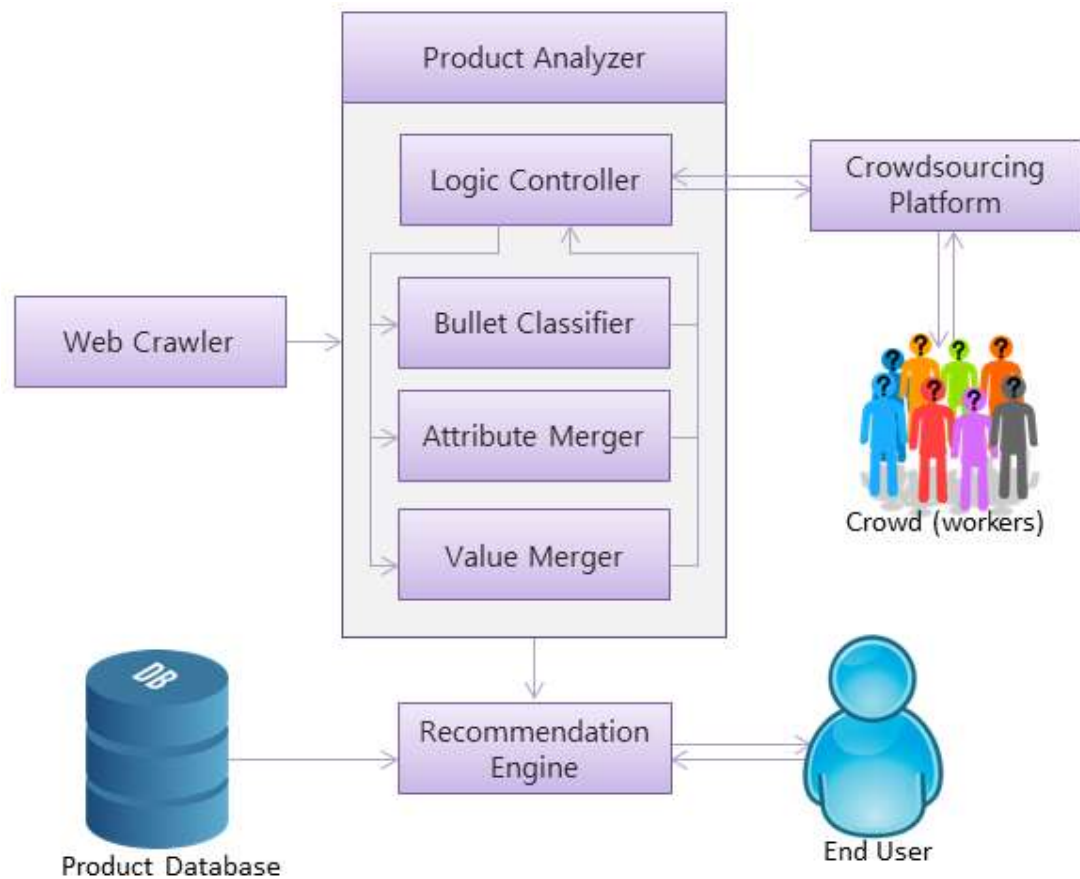 Product Analyzer
Logic Controller
Crowdsourcing
Platform
Web Crawler
Bullet Classifier
Attribute Merger
Value Merger
?
?
?
?
?
?
?
?
Crowd (workers)
DB
Product Database
Recommendation
Engine
End User